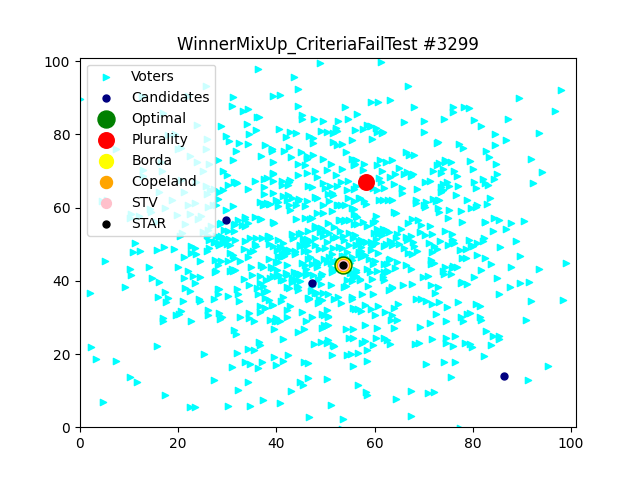 WinnerMixUp_CriteriaFailTest #3299
100
80
60
40
20
0
Voters
Candidates
Optimal
Plurality
Borda
Copeland
STV
STAR
0 20 40 60 80 100